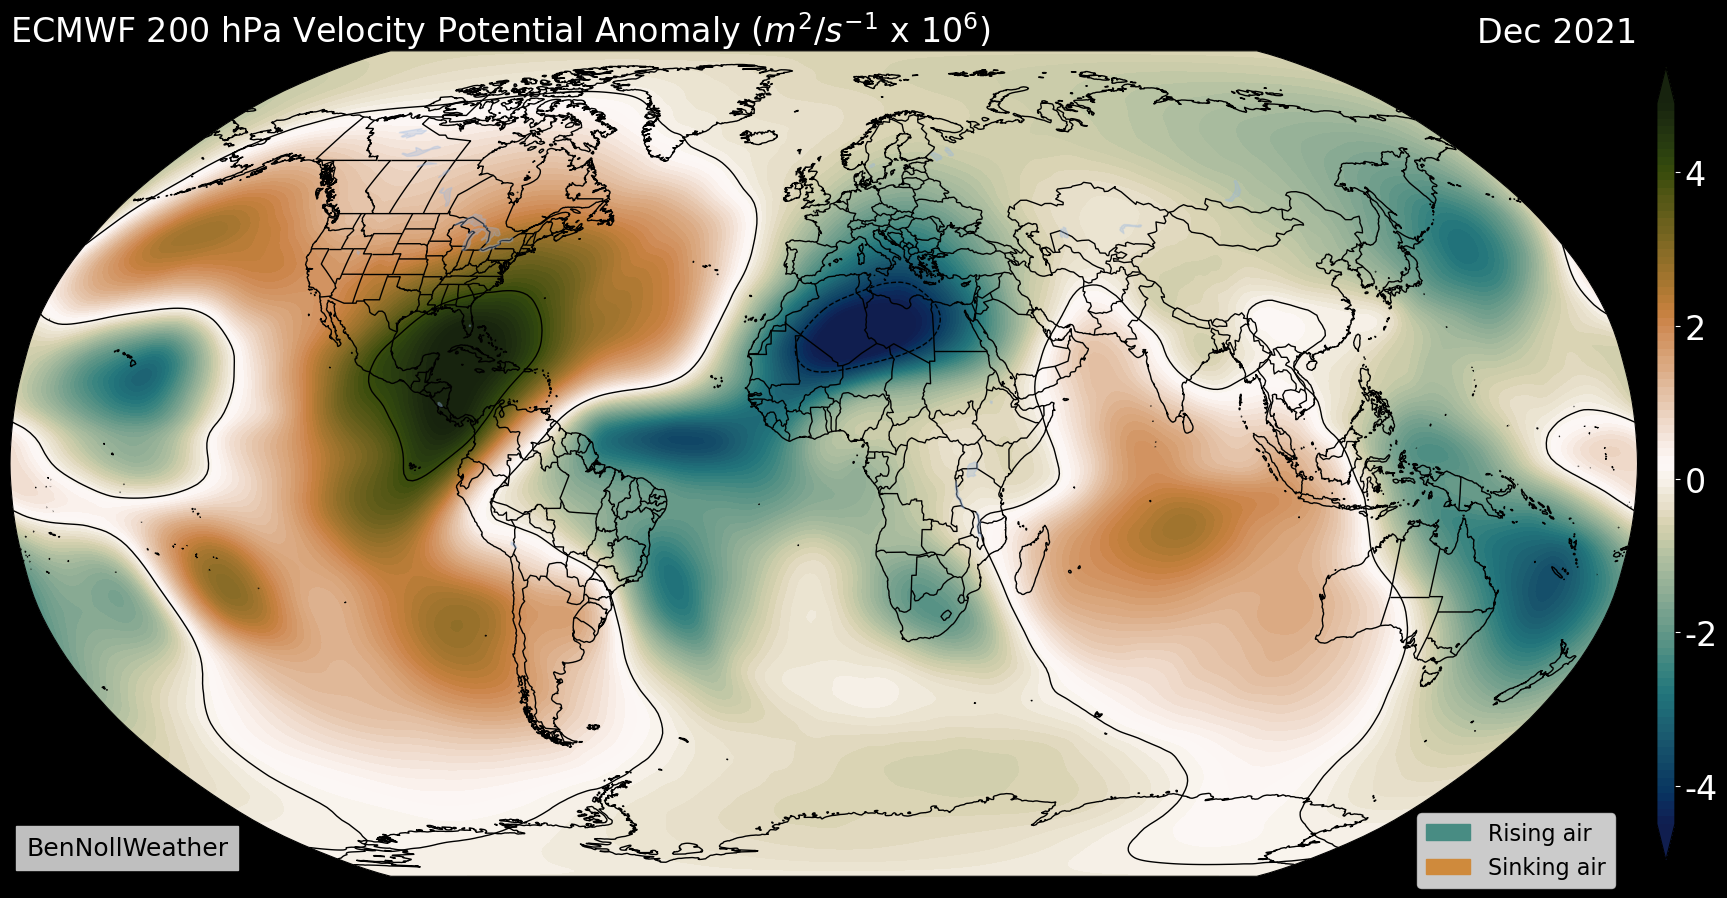 ECMWF 200 hPa Velocity Potential Anomaly (m²/s⁻¹ x 10⁶)
Dec 2021
4
2
0
-2
-4
BenNollWeather
Rising air
Sinking air